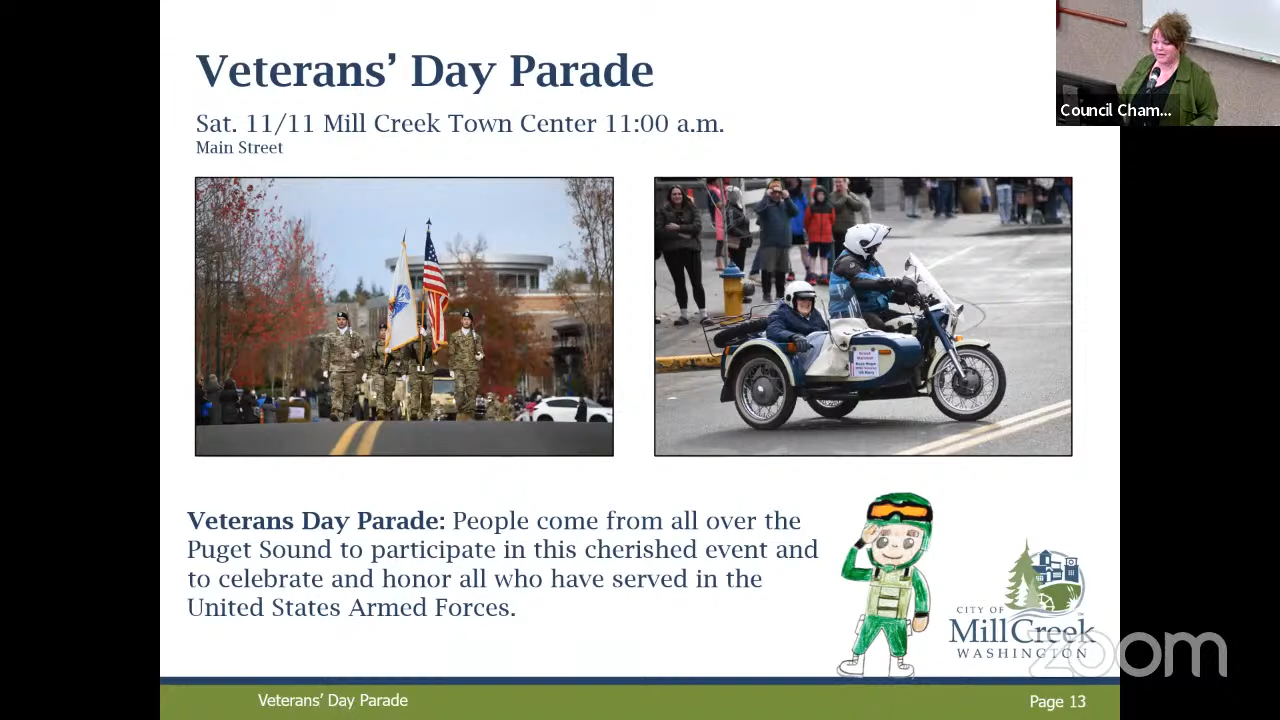 Veterans’ Day Parade
Sat. 11/11 Mill Creek Town Center 11:00 a.m.
Main Street
Council Cham...
Veterans Day Parade: People come from all over the
Puget Sound to participate in this cherished event and
to celebrate and honor all who have served in the
United States Armed Forces.
CITY OF
Mill Creek
WASHINGTON
zoom
Veterans’ Day Parade
Page 13